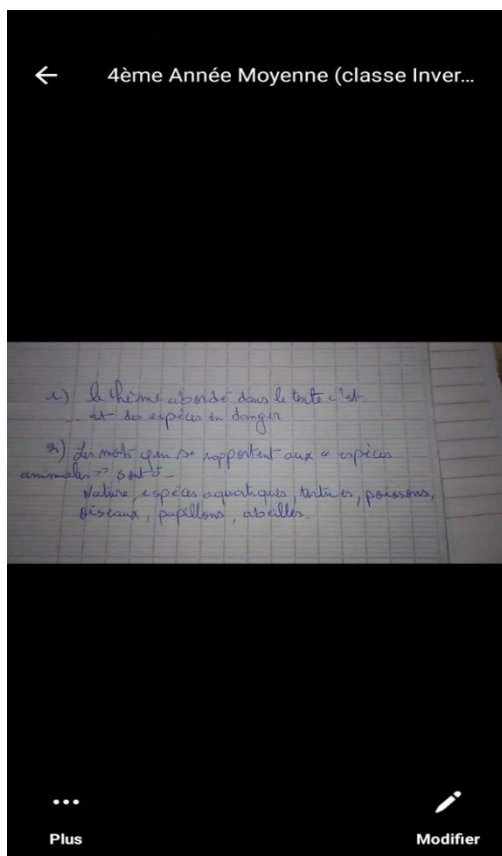 4ème Année Moyenne (classe Inver...
1) le thème abordé dans le texte c'est
.. est des espèces en danger
2) Les mots qui se rapportent aux « espèces
animales » sont :-
Nature, espèces aquatiques, tortues, poissons,
oiseaux, papillons, abeilles.
Plus
Modifier